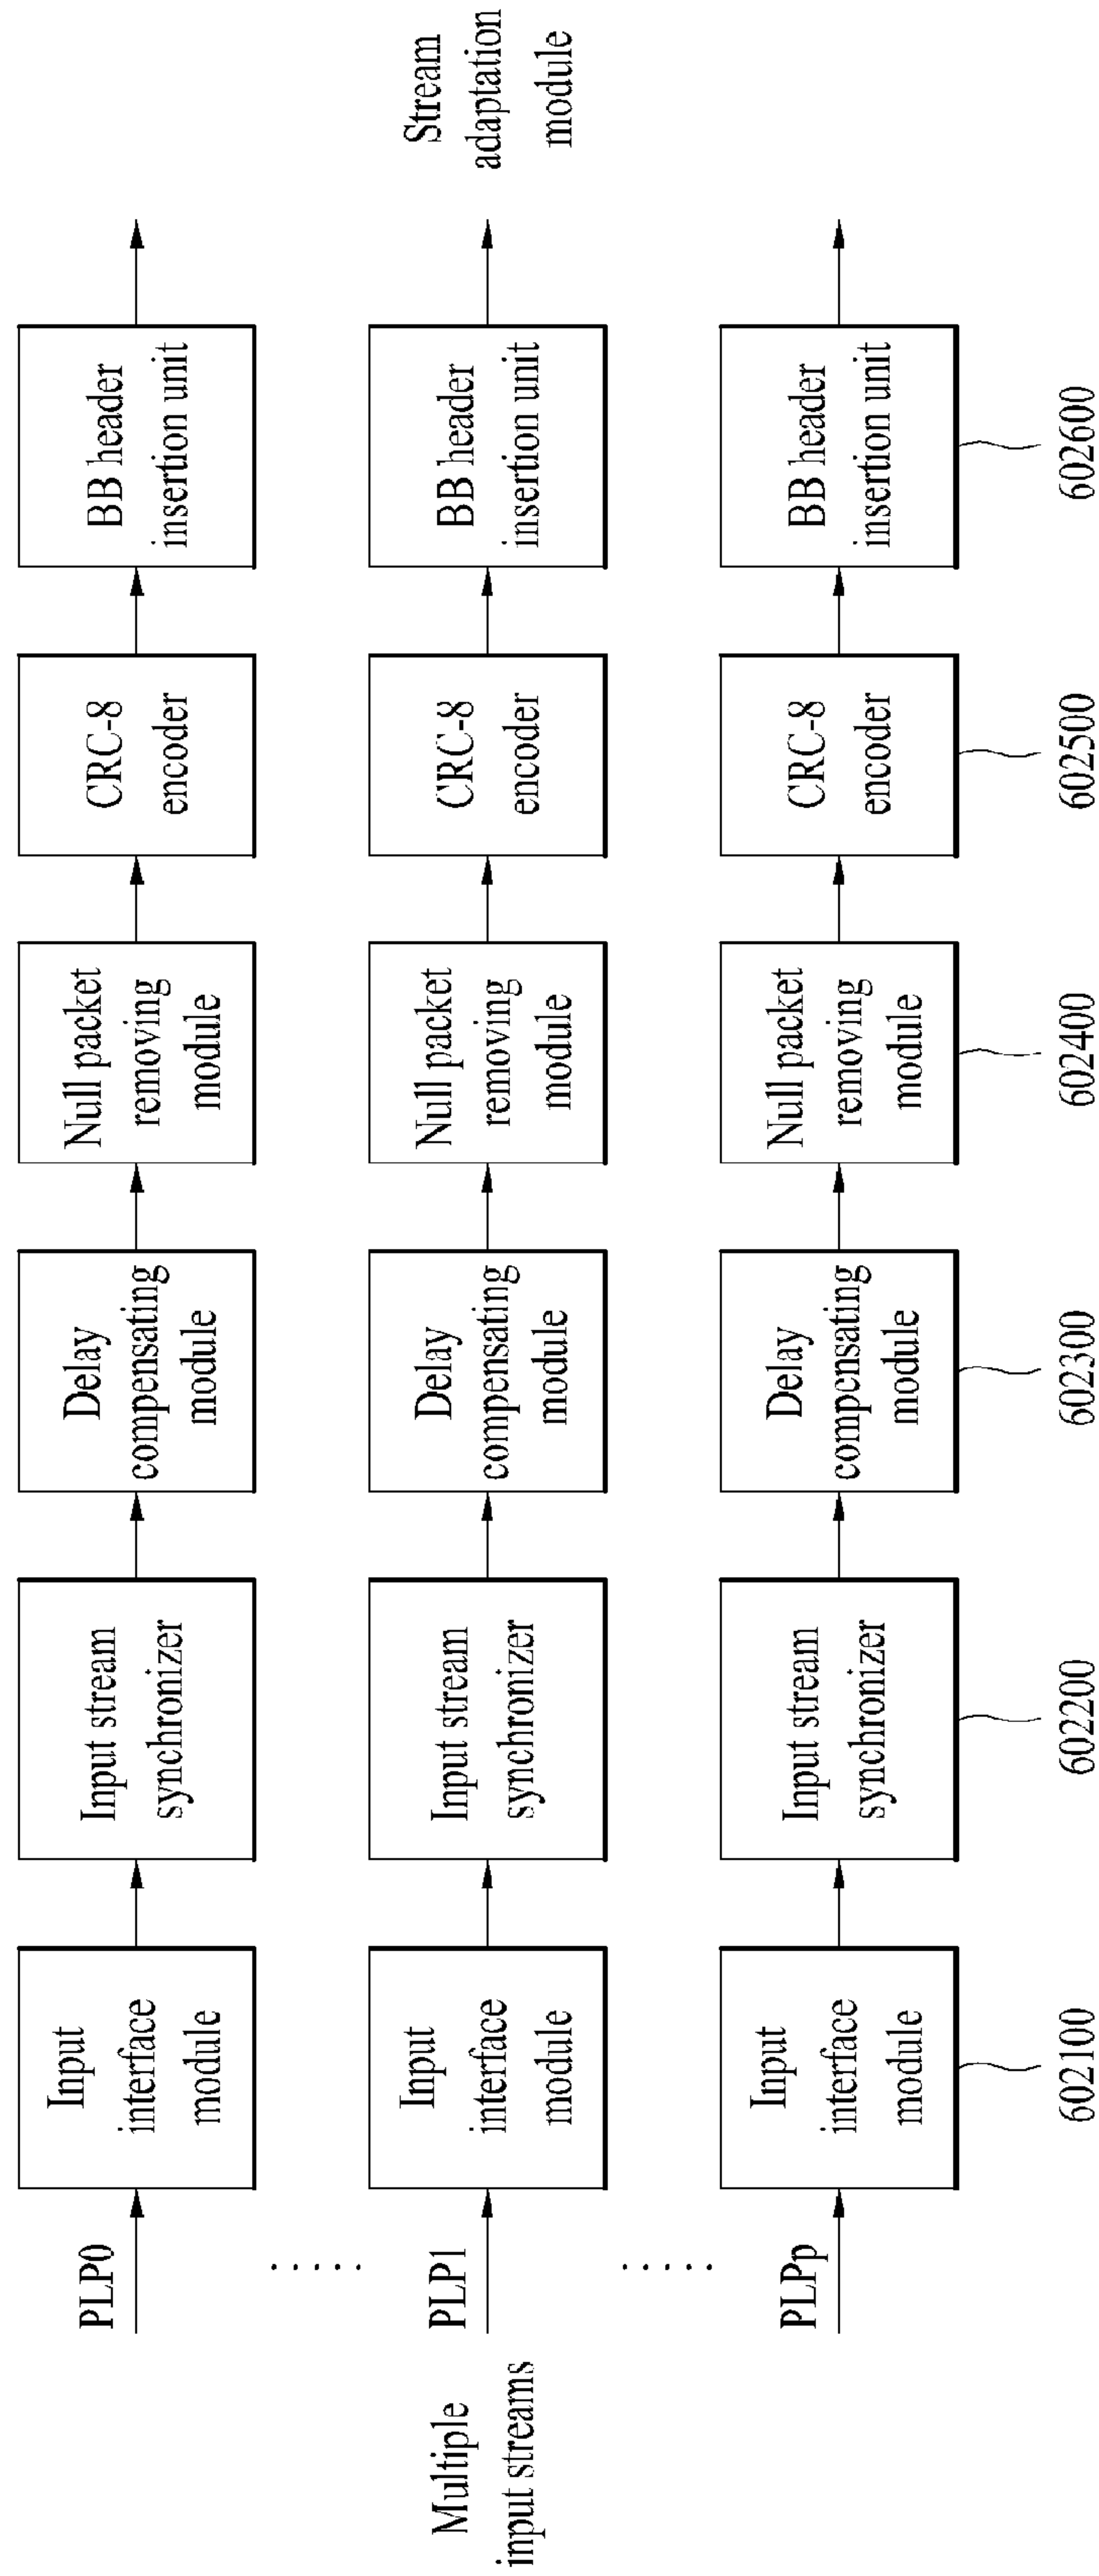 PLP0
Input
interface
module
Input stream
synchronizer
Delay
compensating
module
Null packet
removing
module
CRC-8
encoder
BB header
insertion unit
.....
Multiple
input streams
PLP1
Input
interface
module
Input stream
synchronizer
Delay
compensating
module
Null packet
removing
module
CRC-8
encoder
BB header
insertion unit
Stream
adaptation
module
.....
PLPp
Input
interface
module
Input stream
synchronizer
Delay
compensating
module
Null packet
removing
module
CRC-8
encoder
BB header
insertion unit
602100
602200
602300
602400
602500
602600